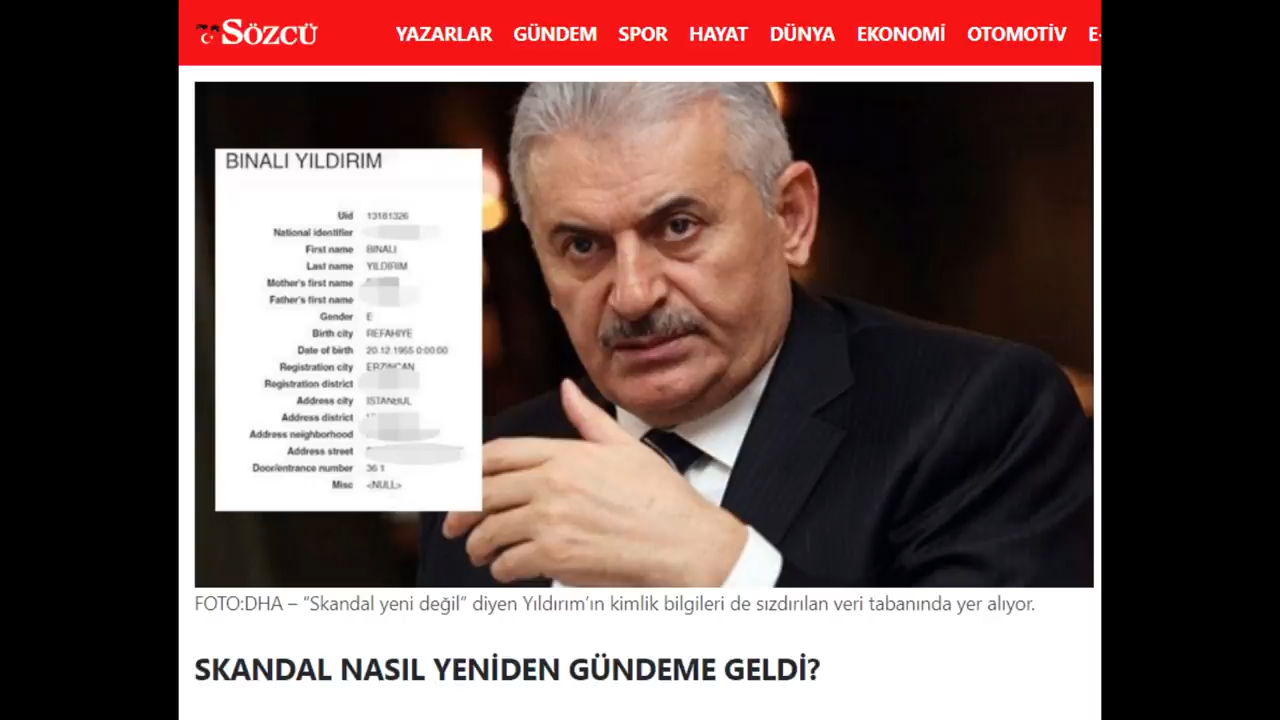 SÖZCÜ YAZARLAR GÜNDEM SPOR HAYAT DÜNYA EKONOMİ OTOMOTİV E-
BINALI YILDIRIM
Uid 13181326
National identifier
First name BINALI
Last name YILDIRIM
Mother's first name
Father's first name
Gender E
Birth city REFAHIYE
Date of birth 20.12.1955 0:00:00
Registration city ERZINCAN
Registration district
Address city ISTANBUL
Address district
Address neighborhood
Address street
Door/entrance number 36 1
Misc <NULL>
FOTO:DHA – “Skandal yeni değil” diyen Yıldırım’ın kimlik bilgileri de sızdırılan veri tabanında yer alıyor.
SKANDAL NASIL YENİDEN GÜNDEME GELDİ?